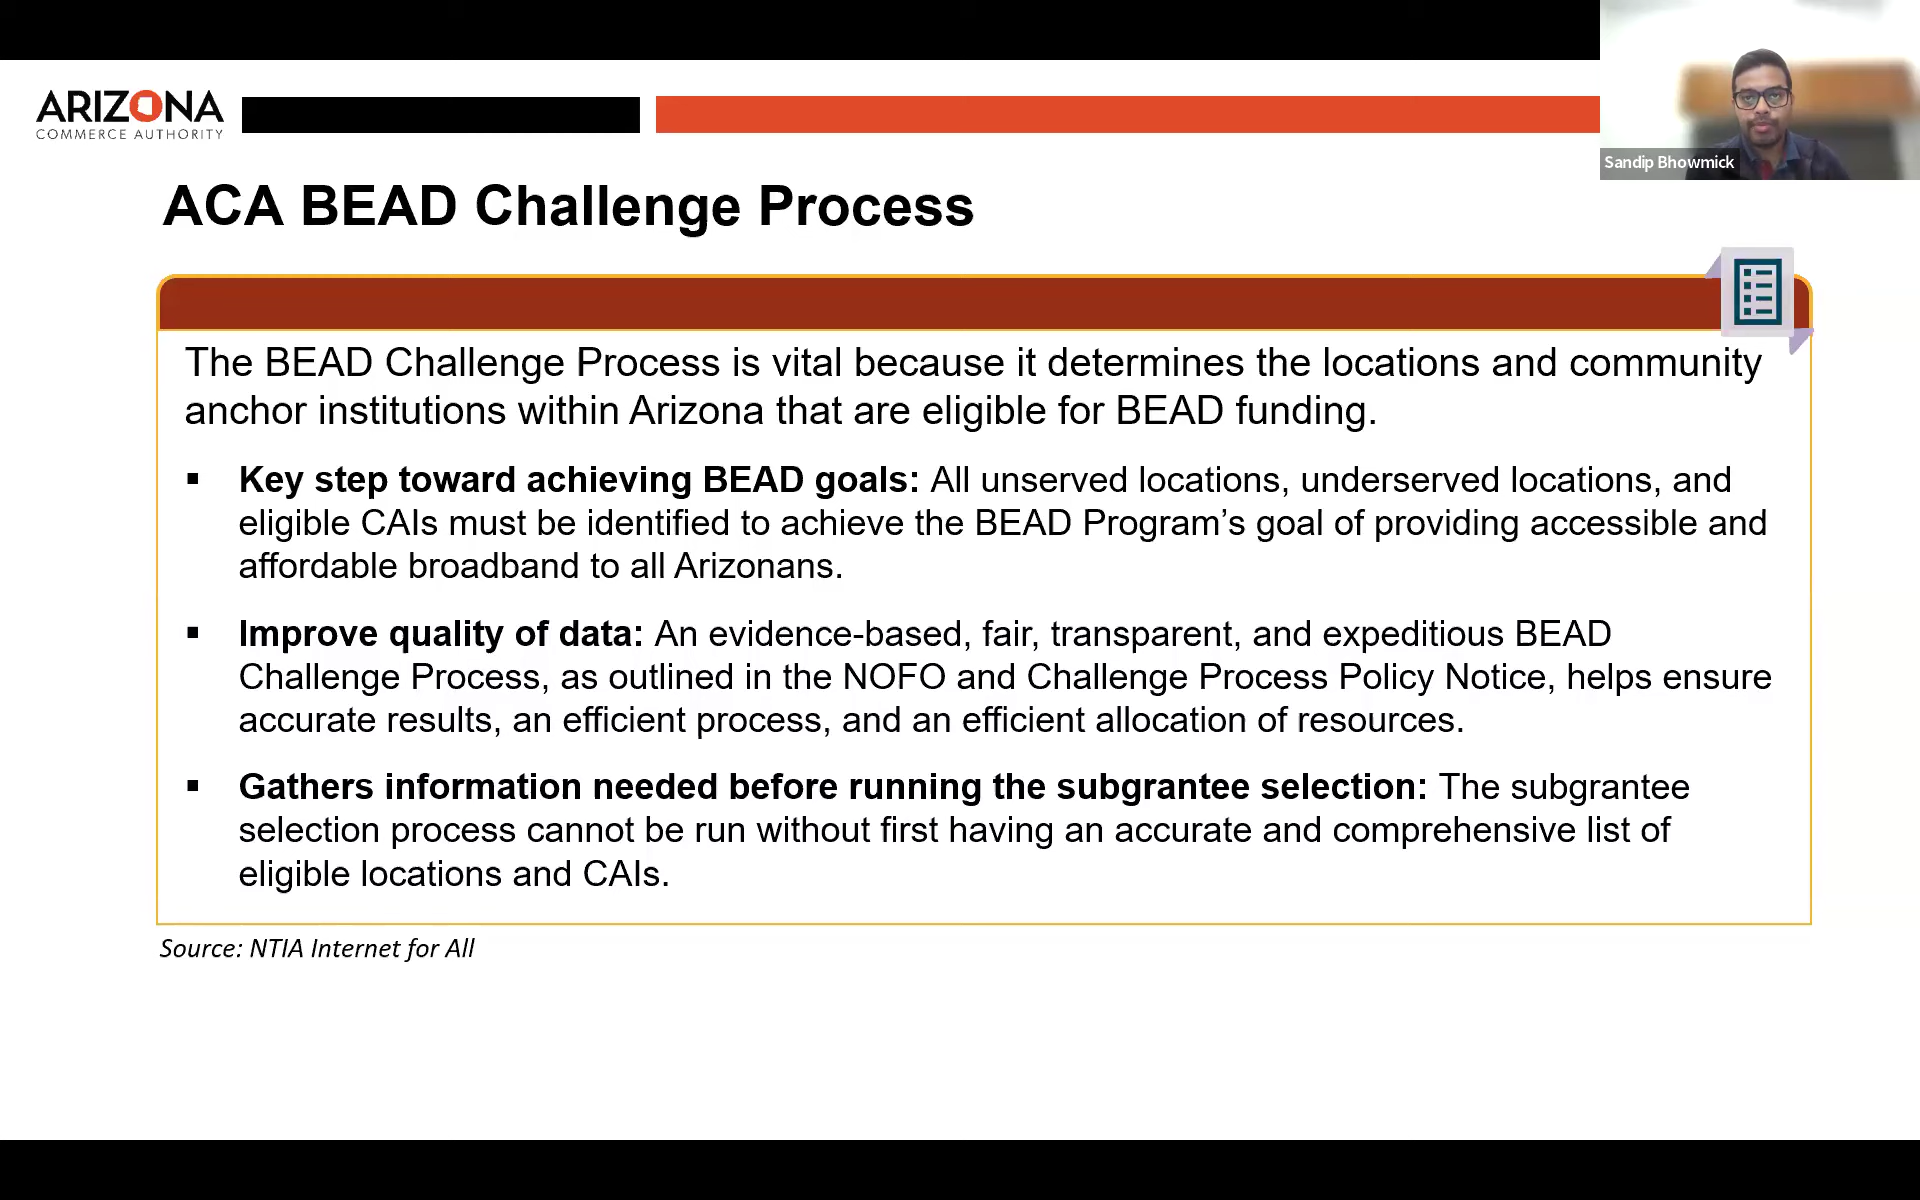 ARIZONA
COMMERCE AUTHORITY
Sandip Bhowmick
ACA BEAD Challenge Process
The BEAD Challenge Process is vital because it determines the locations and community
anchor institutions within Arizona that are eligible for BEAD funding.
▪ Key step toward achieving BEAD goals: All unserved locations, underserved locations, and
eligible CAIs must be identified to achieve the BEAD Program’s goal of providing accessible and
affordable broadband to all Arizonans.
▪ Improve quality of data: An evidence-based, fair, transparent, and expeditious BEAD
Challenge Process, as outlined in the NOFO and Challenge Process Policy Notice, helps ensure
accurate results, an efficient process, and an efficient allocation of resources.
▪ Gathers information needed before running the subgrantee selection: The subgrantee
selection process cannot be run without first having an accurate and comprehensive list of
eligible locations and CAIs.
Source: NTIA Internet for All